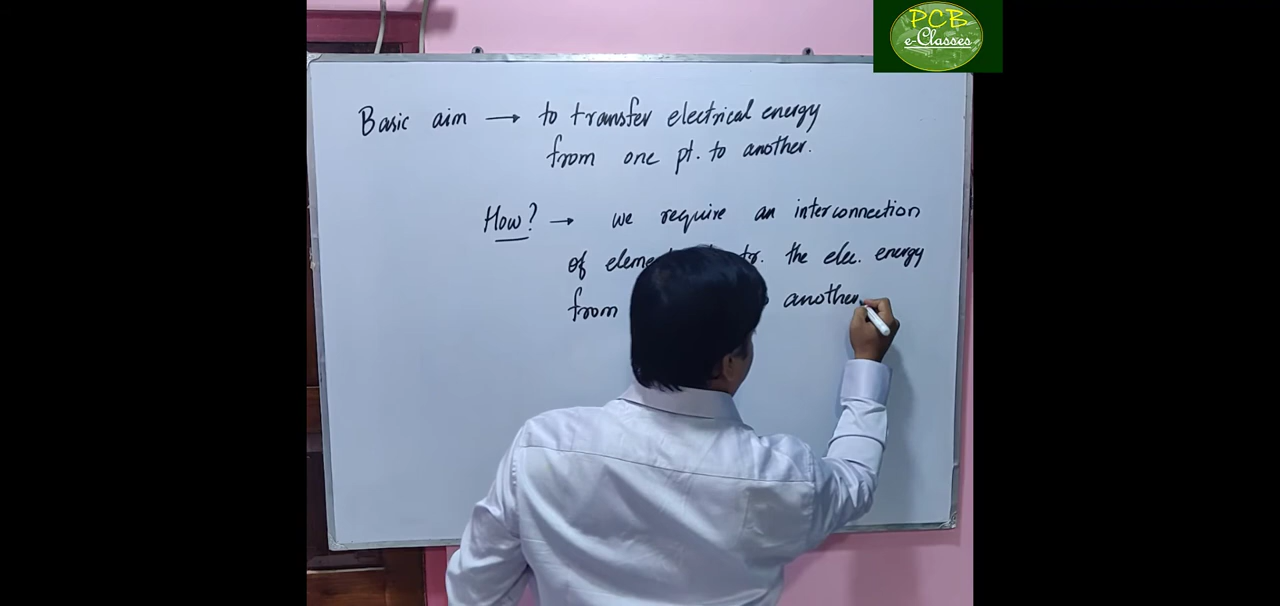 PCB
e-Classes
Basic aim → to transfer electrical energy
from one pt. to another.
How? → we require an interconnection
of tr. the elec. energy
from another